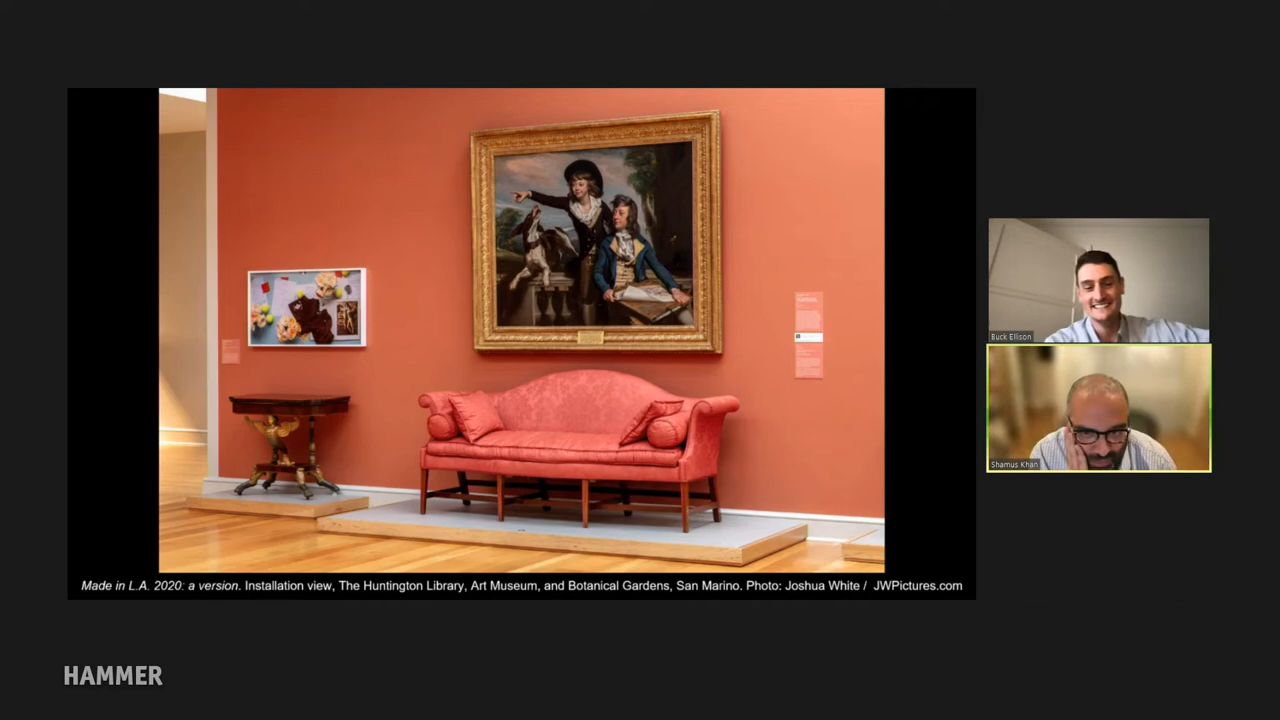 Buck Ellison
Shamus Khan
Made in L.A. 2020: a version. Installation view, The Huntington Library, Art Museum, and Botanical Gardens, San Marino. Photo: Joshua White / JWPictures.com
HAMMER